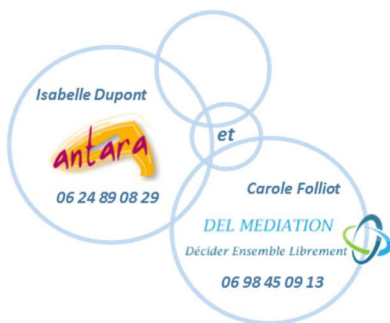 Isabelle Dupont
antara
06 24 89 08 29
et
Carole Folliot
DEL MEDIATION
Décider Ensemble Librement
06 98 45 09 13